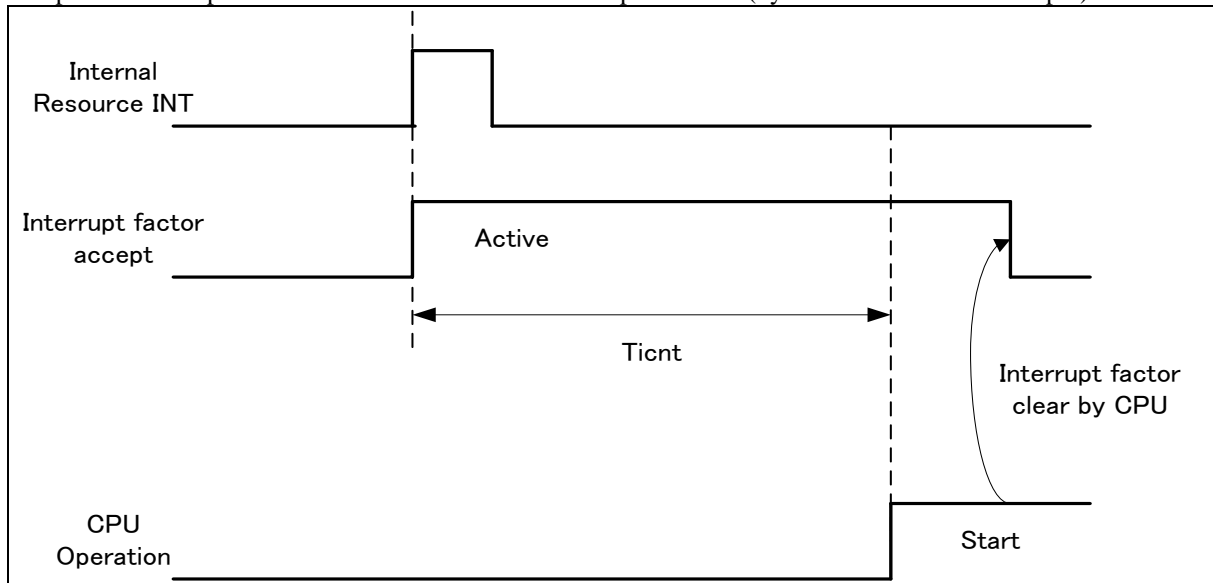 Internal
Resource INT
Interrupt factor
accept
Active
Ticnt
Interrupt factor
clear by CPU
CPU
Operation
Start